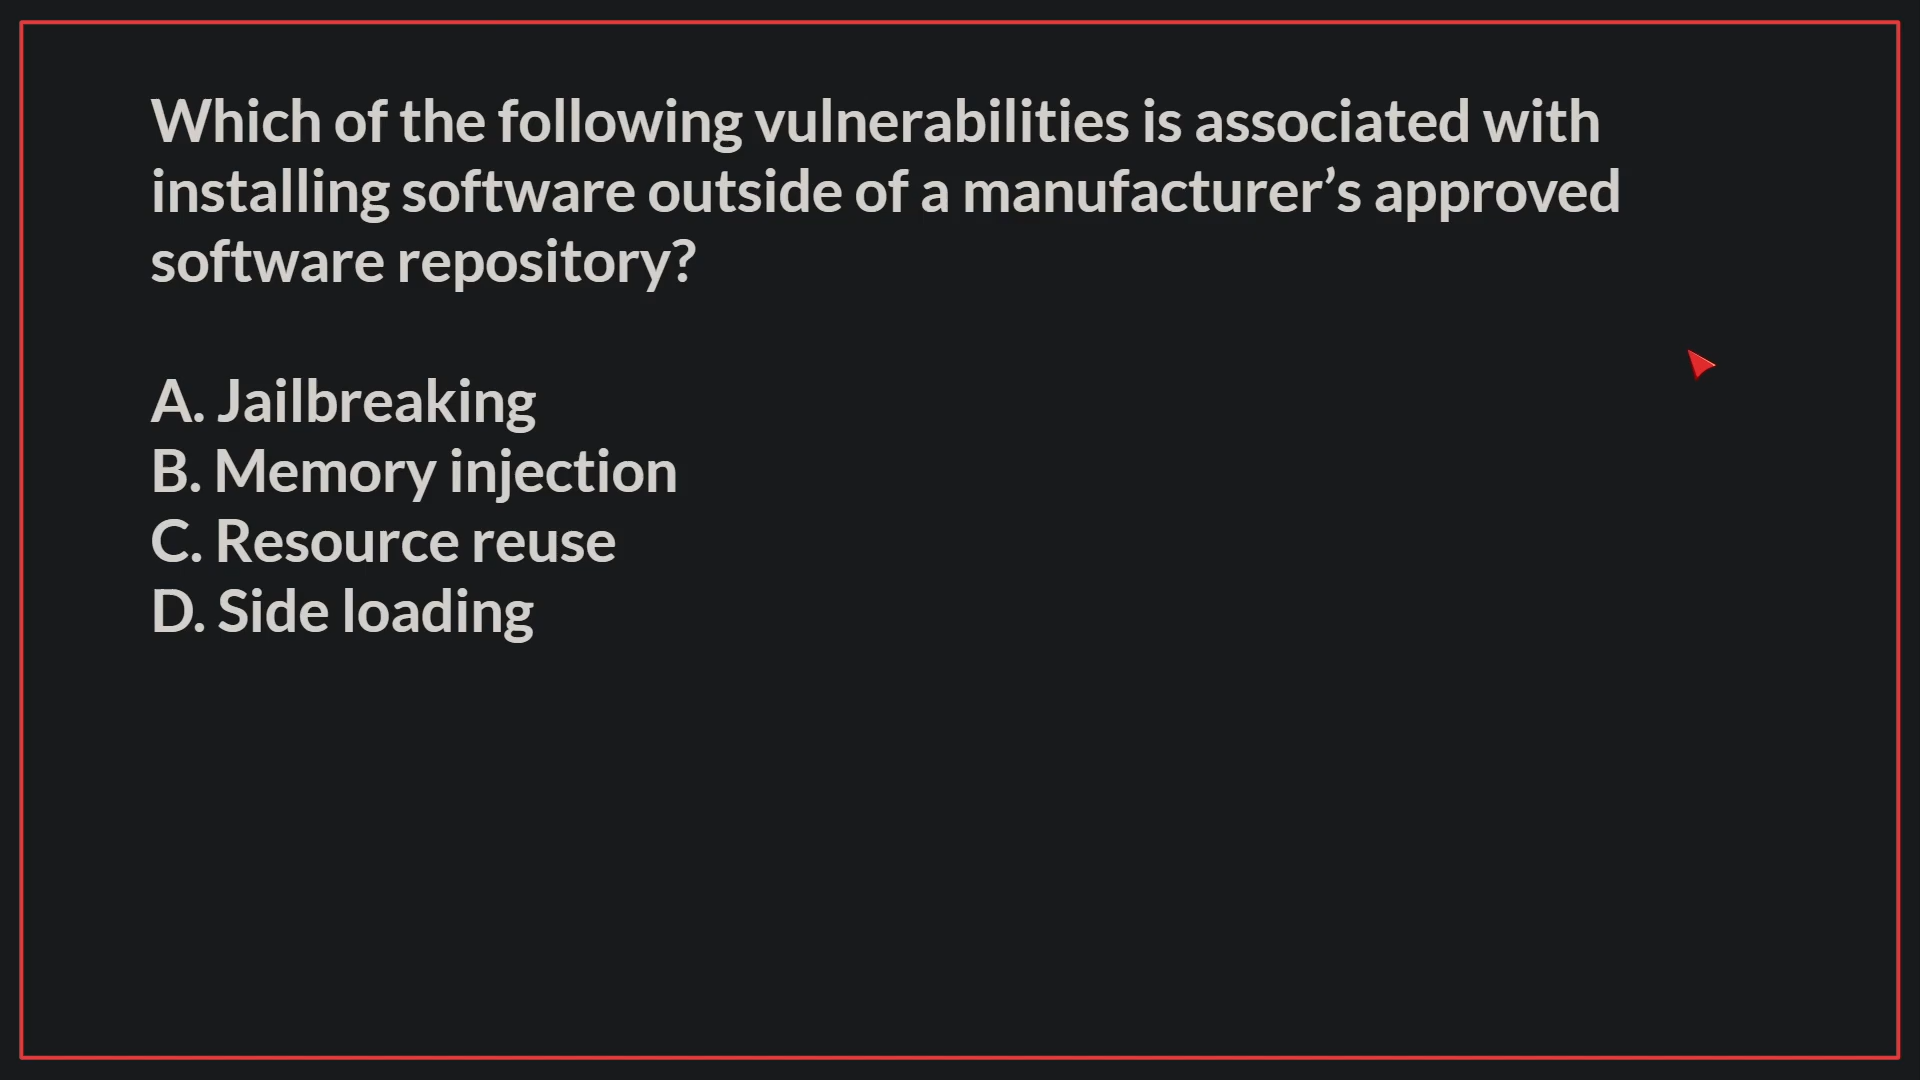 Which of the following vulnerabilities is associated with
installing software outside of a manufacturer’s approved
software repository?
A. Jailbreaking
B. Memory injection
C. Resource reuse
D. Side loading